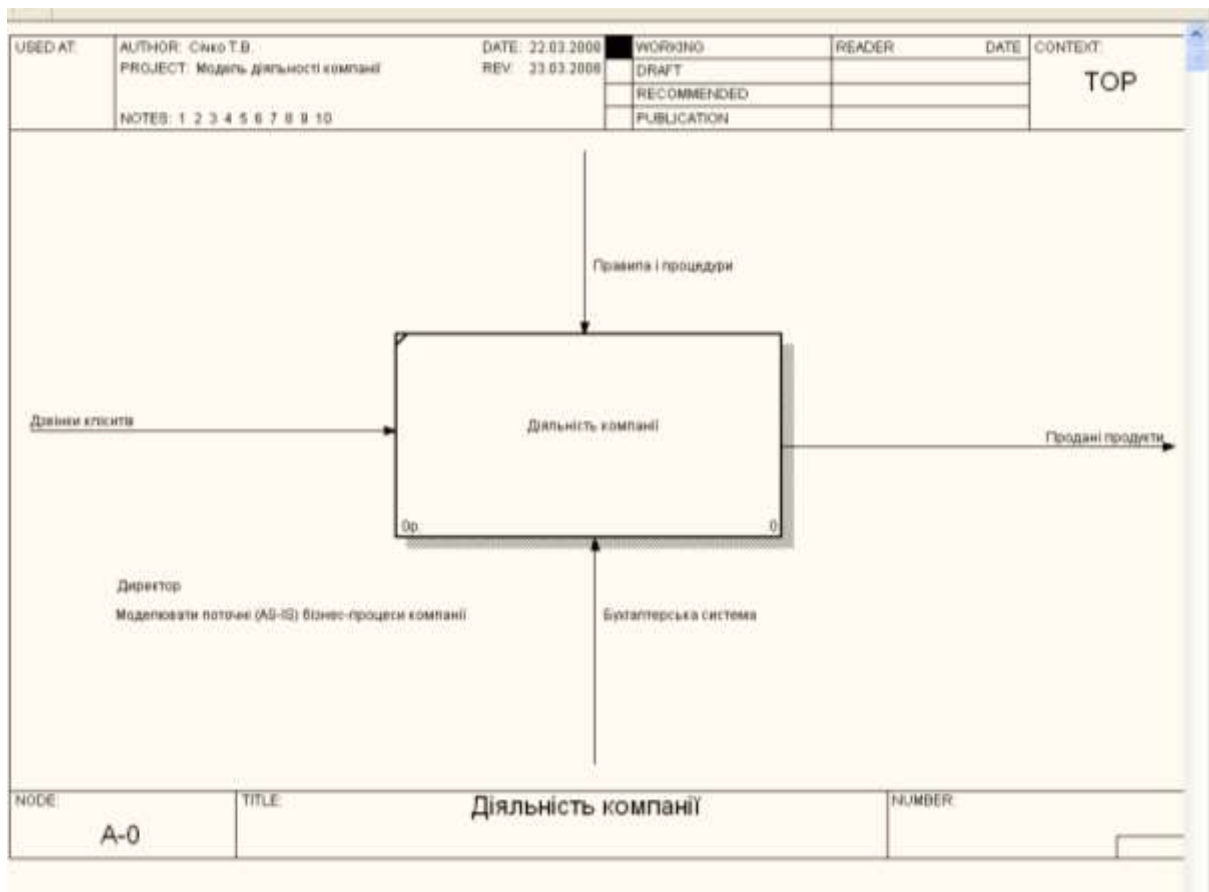 USED AT:
AUTHOR: Сінко Т.В.
DATE: 22.03.2008
WORKING
READER
DATE
CONTEXT:
PROJECT: Модель діяльності компанії
REV: 23.03.2008
DRAFT
TOP
RECOMMENDED
NOTES: 1 2 3 4 5 6 7 8 9 10
PUBLICATION
Правила і процедури
Дзвінки клієнтів
Діяльність компанії
Продані продукти
0р.
0
Директор
Моделювати поточні (AS-IS) бізнес-процеси компанії
Бухгалтерська система
NODE:
TITLE:
Діяльність компанії
NUMBER:
A-0